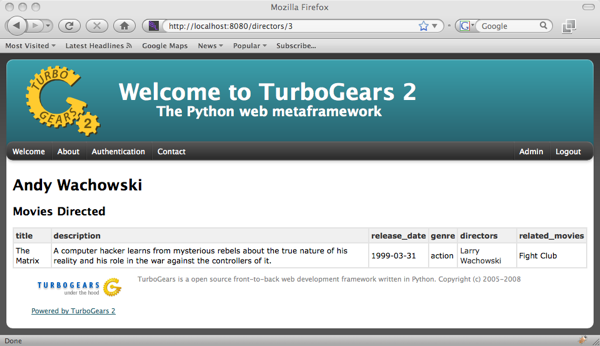 Mozilla Firefox
http://localhost:8080/directors/3
Google
Most Visited
Latest Headlines
Google Maps
News
Popular
Subscribe...
TURBO
GEARS
2
Welcome to TurboGears 2
The Python web metaframework
Welcome About Authentication Contact Admin Logout
Andy Wachowski
Movies Directed
title description release_date genre directors related_movies
The Matrix
A computer hacker learns from mysterious rebels about the true nature of his
reality and his role in the war against the controllers of it.
1999-03-31
action
Larry
Wachowski
Fight Club
TURBOGEARS
under the hood
TurboGears is a open source front-to-back web development framework written in Python. Copyright (c) 2005-2008
Powered by TurboGears 2
Done